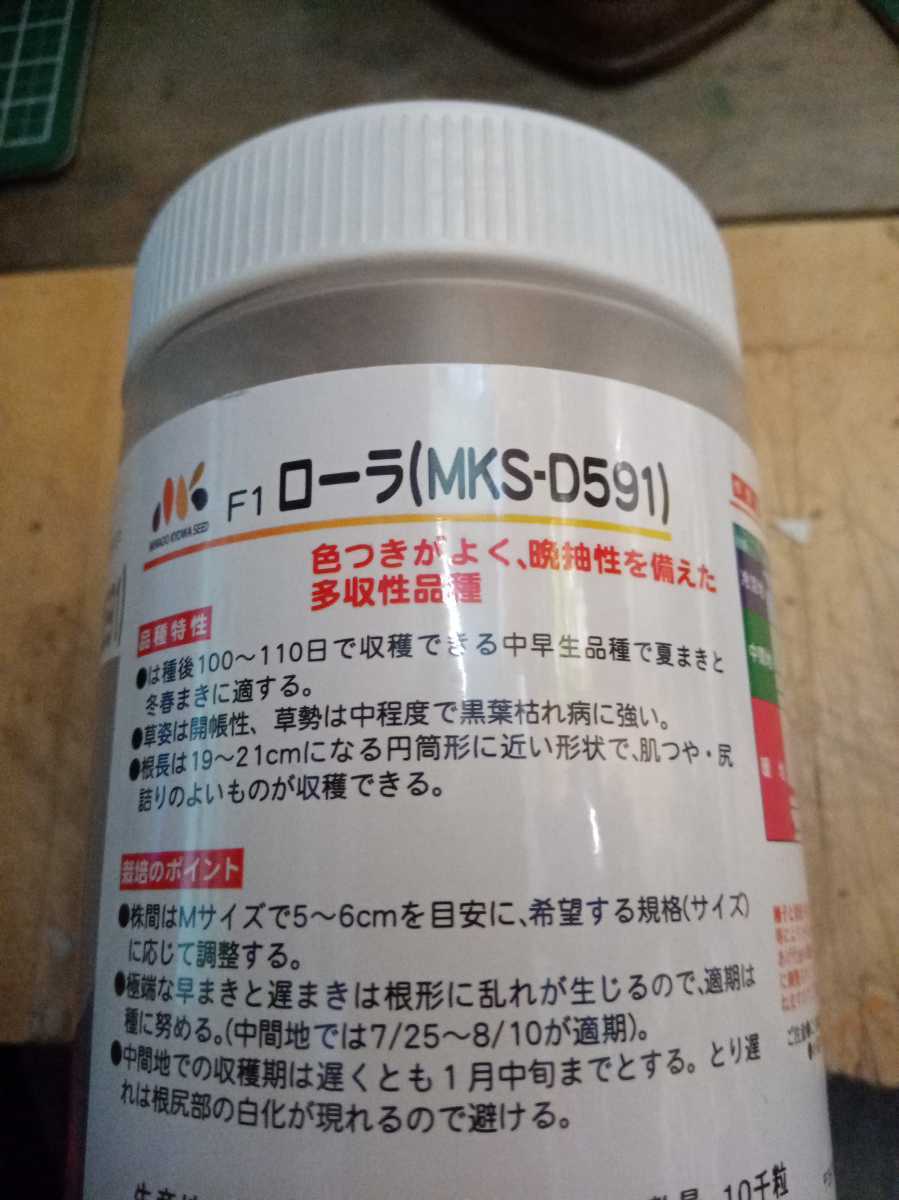 MIKADO KYOWA SEED
F1 ローラ(MKS-D591)
色つきがよく、晩抽性を備えた
多収性品種
品種特性
●は種後100～110日で収穫できる中早生品種で夏まきと
冬春まきに適する。
●草姿は開帳性、草勢は中程度で黒葉枯れ病に強い。
●根長は19～21cmになる円筒形に近い形状で、肌つや・尻
詰りのよいものが収穫できる。
栽培のポイント
●株間はMサイズで5～6cmを目安に、希望する規格(サイズ)
に応じて調整する。
●極端な早まきと遅まきは根形に乱れが生じるので、適期は
種に努める。(中間地では7/25～8/10が適期)。
●中間地での収穫期は遅くとも1月中旬までとする。とり遅
れは根尻部の白化が現れるので避ける。
10千粒